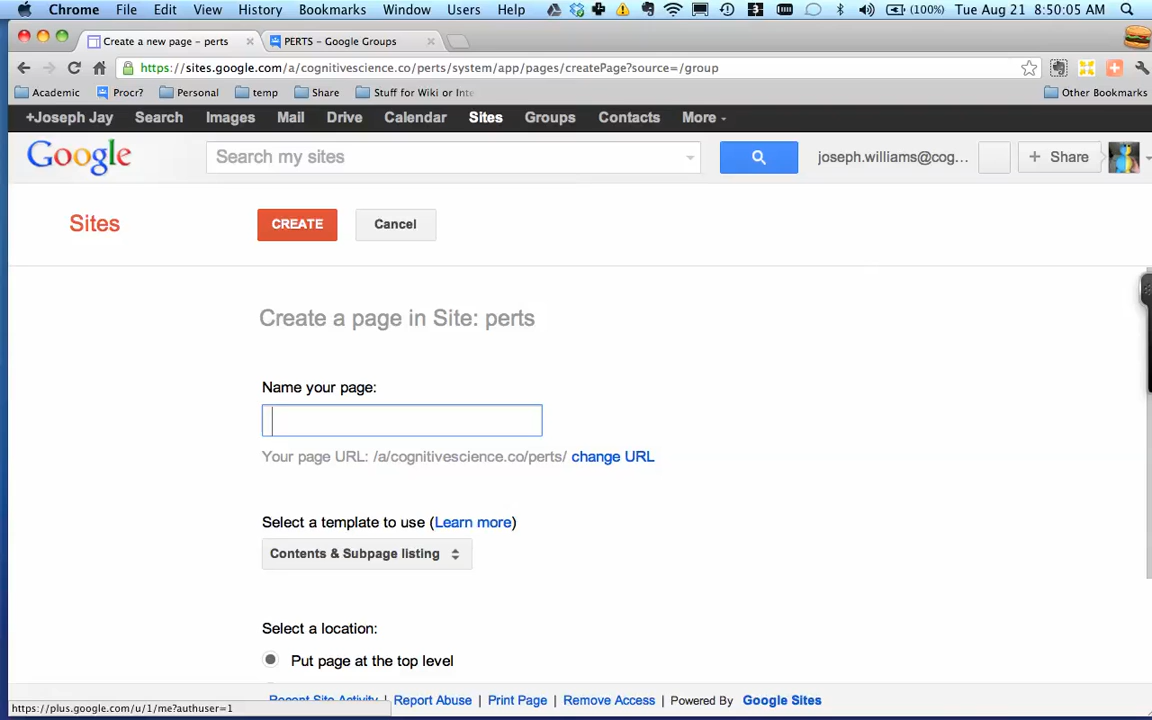 Chrome File Edit View History Bookmarks Window Users Help (100%) Tue Aug 21 8:50:05 AM
Create a new page - perts PERTS - Google Groups
https://sites.google.com/a/cognitivescience.co/perts/system/app/pages/createPage?source=/group
Academic Procr? Personal temp Share Stuff for Wiki or Inte Other Bookmarks
+Joseph Jay Search Images Mail Drive Calendar Sites Groups Contacts More
Google Search my sites joseph.williams@cog... + Share
Sites CREATE Cancel
Create a page in Site: perts
Name your page:
Your page URL: /a/cognitivescience.co/perts/ change URL
Select a template to use (Learn more)
Contents & Subpage listing
Select a location:
Put page at the top level
Recent Site Activity | Report Abuse | Print Page | Remove Access | Powered By Google Sites
https://plus.google.com/u/1/me?authuser=1